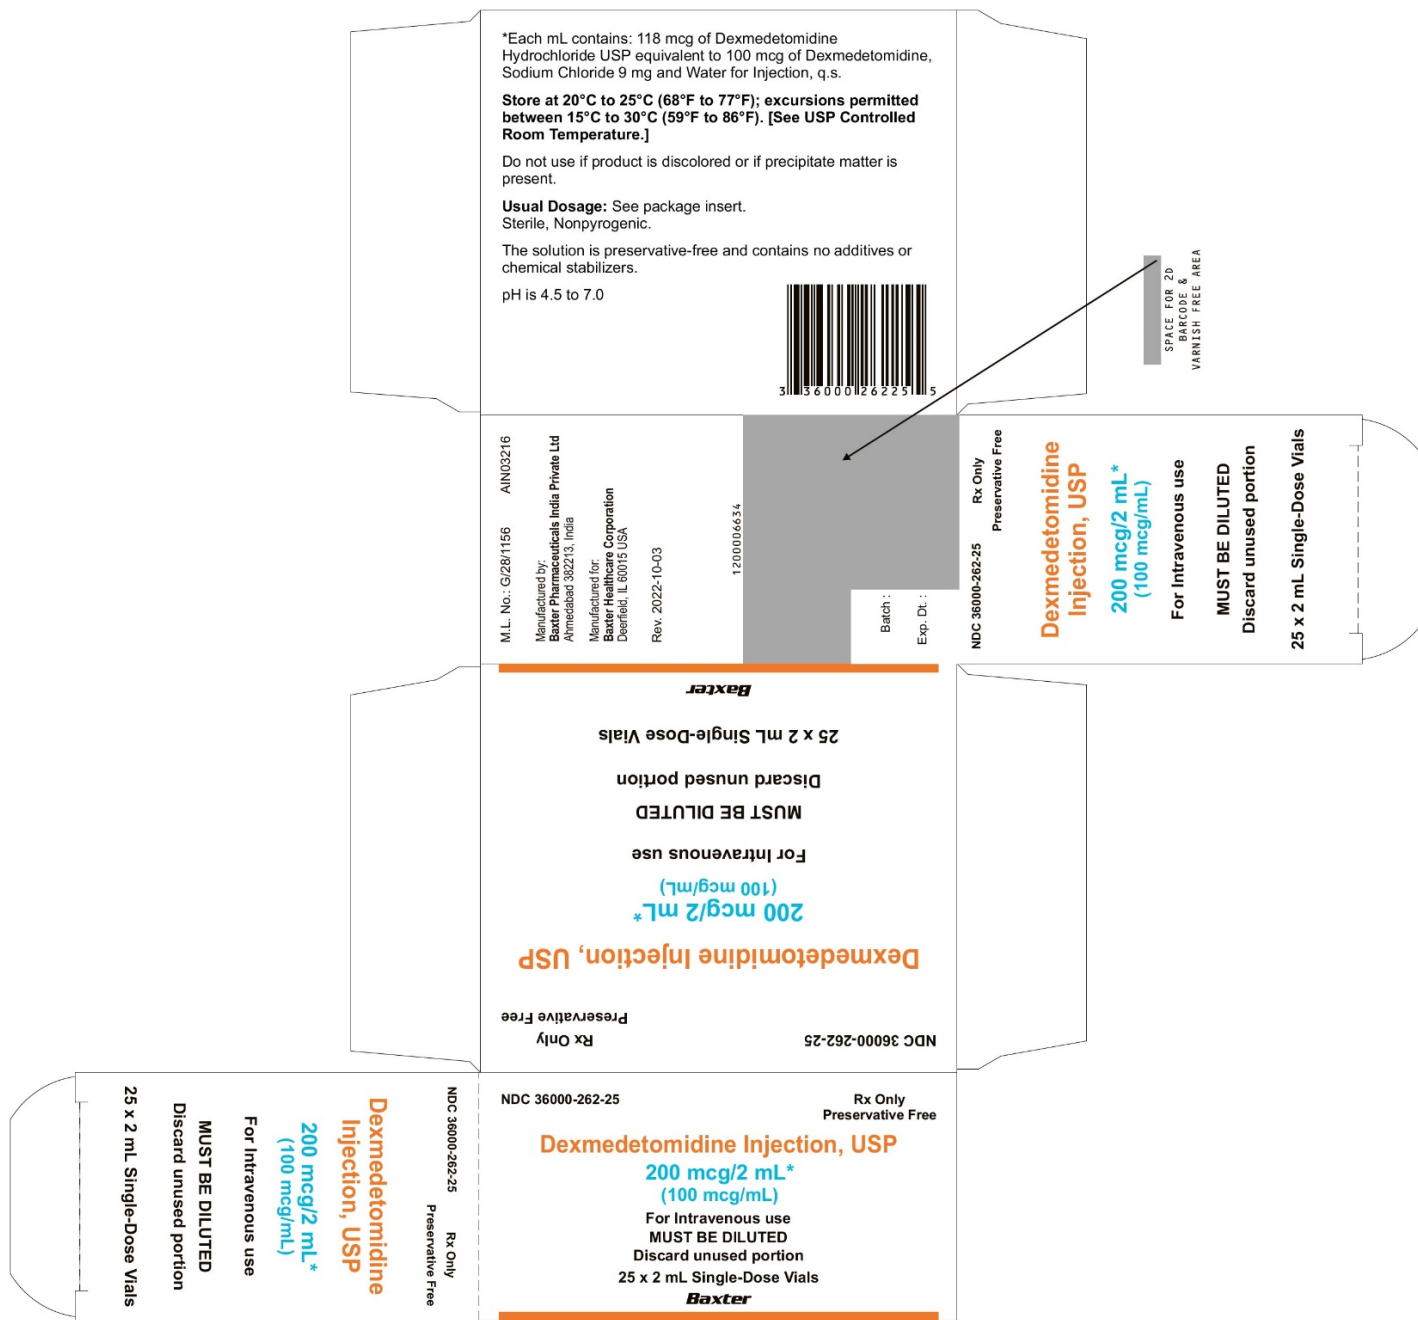 *Each mL contains: 118 mcg of Dexmedetomidine
Hydrochloride USP equivalent to 100 mcg of Dexmedetomidine,
Sodium Chloride 9 mg and Water for Injection, q.s.
Store at 20°C to 25°C (68°F to 77°F); excursions permitted
between 15°C to 30°C (59°F to 86°F). [See USP Controlled
Room Temperature.]
Do not use if product is discolored or if precipitate matter is
present.
Usual Dosage: See package insert.
Sterile, Nonpyrogenic.
The solution is preservative-free and contains no additives or
chemical stabilizers.
pH is 4.5 to 7.0
3 36000 26225 5
SPACE FOR 2D
BARCODE &
VARNISH FREE AREA
M.L. No.: G/28/1156 AIN03216
Manufactured by:
Baxter Pharmaceuticals India Private Ltd
Ahmedabad 382213, India
Manufactured for:
Baxter Healthcare Corporation
Deerfield, IL 60015 USA
Rev. 2022-10-03
1200006634
Batch :
Exp. Dt. :
NDC 36000-262-25 Rx Only
Preservative Free
Dexmedetomidine
Injection, USP
200 mcg/2 mL*
(100 mcg/mL)
For Intravenous use
MUST BE DILUTED
Discard unused portion
25 x 2 mL Single-Dose Vials
NDC 36000-262-25 Rx Only
Preservative Free
Dexmedetomidine Injection, USP
200 mcg/2 mL*
(100 mcg/mL)
For Intravenous use
MUST BE DILUTED
Discard unused portion
25 x 2 mL Single-Dose Vials
Baxter
NDC 36000-262-25 Rx Only
Preservative Free
Dexmedetomidine
Injection, USP
200 mcg/2 mL*
(100 mcg/mL)
For Intravenous use
MUST BE DILUTED
Discard unused portion
25 x 2 mL Single-Dose Vials
NDC 36000-262-25 Rx Only
Preservative Free
Dexmedetomidine Injection, USP
200 mcg/2 mL*
(100 mcg/mL)
For Intravenous use
MUST BE DILUTED
Discard unused portion
25 x 2 mL Single-Dose Vials
Baxter